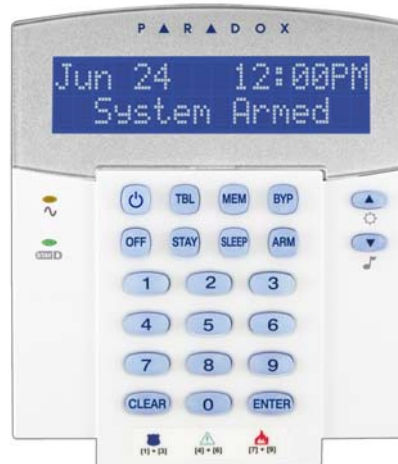 PARADOX
Jun 24 12:00PM
System Armed
TBL MEM BYP
OFF STAY SLEEP ARM
STAY D
1 2 3
4 5 6
7 8 9
CLEAR 0 ENTER
[1] + [3] [4] + [6] [7] + [9]